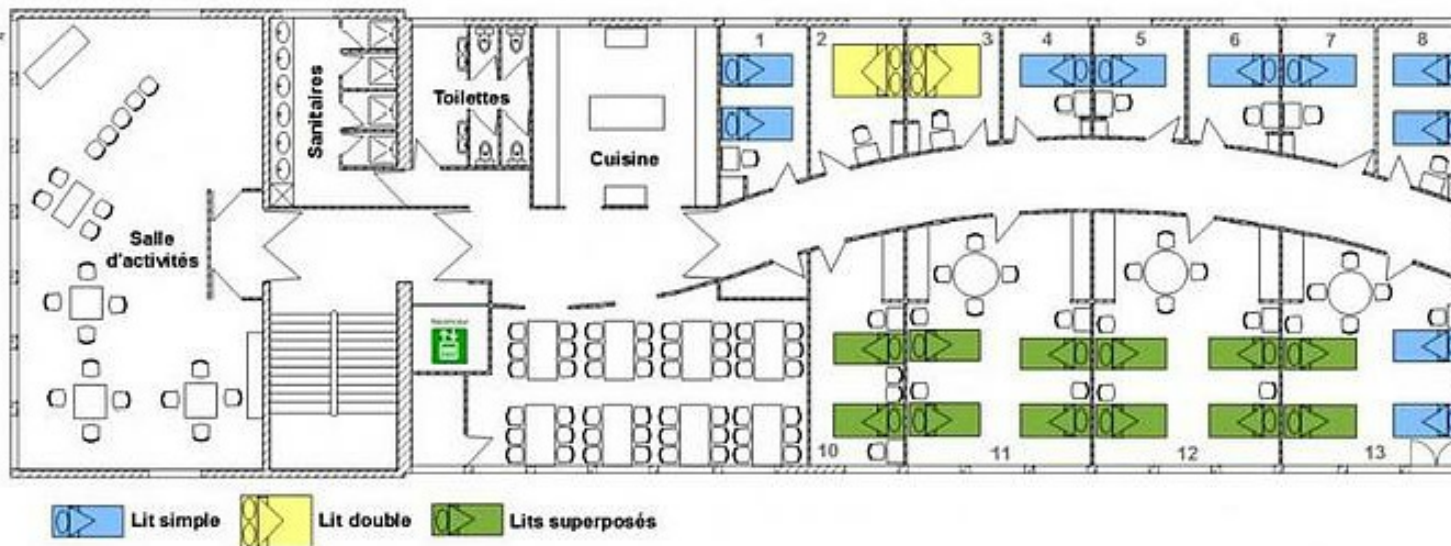 1
2
3
4
5
6
7
8
Sanitaires
Toilettes
Cuisine
Salle
d'activités
10
11
12
13
Lit simple
Lit double
Lits superposés